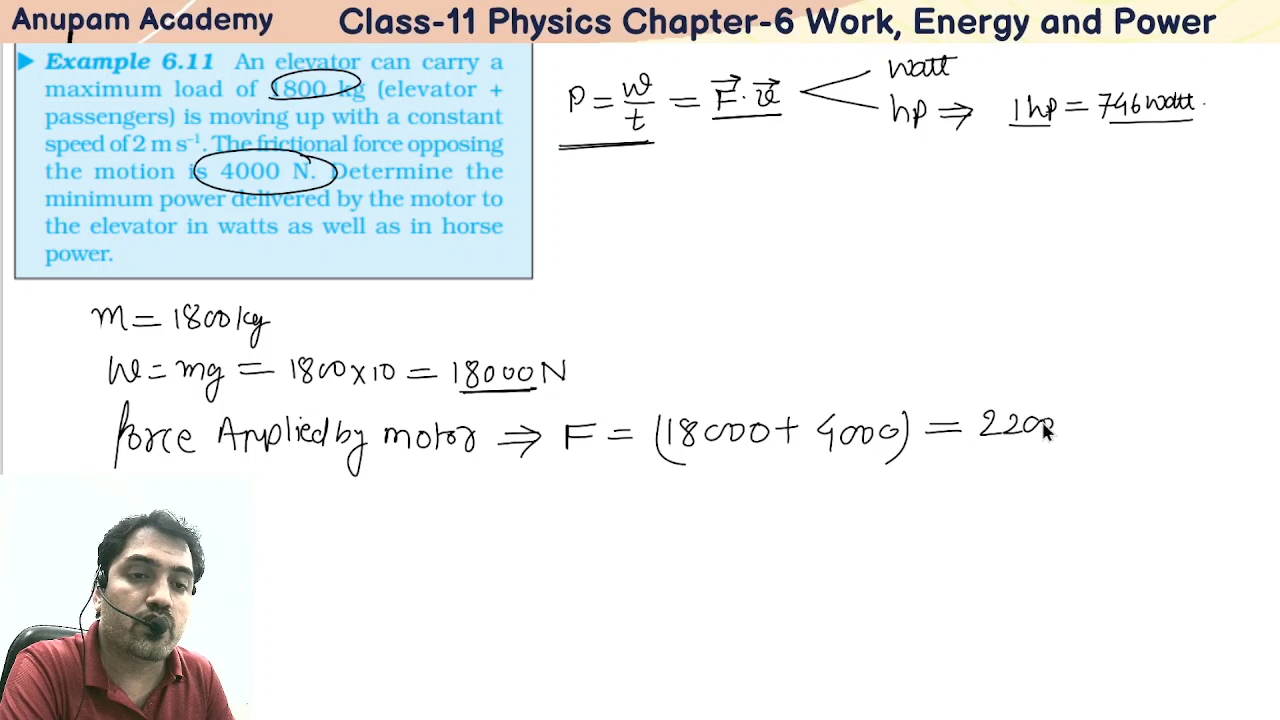 Anupam Academy
Class-11 Physics Chapter-6 Work, Energy and Power
▶ Example 6.11 An elevator can carry a
maximum load of 1800 kg (elevator +
passengers) is moving up with a constant
speed of 2 m s⁻¹. The frictional force opposing
the motion is 4000 N. Determine the
minimum power delivered by the motor to
the elevator in watts as well as in horse
power.
P = W/t = F⃗ · v⃗
watt
hp ⇒ 1 hp = 746 watt.
m = 1800 kg
W = mg = 1800 × 10 = 18000 N
force Applied by motor ⇒ F = (18000 + 4000) = 2200